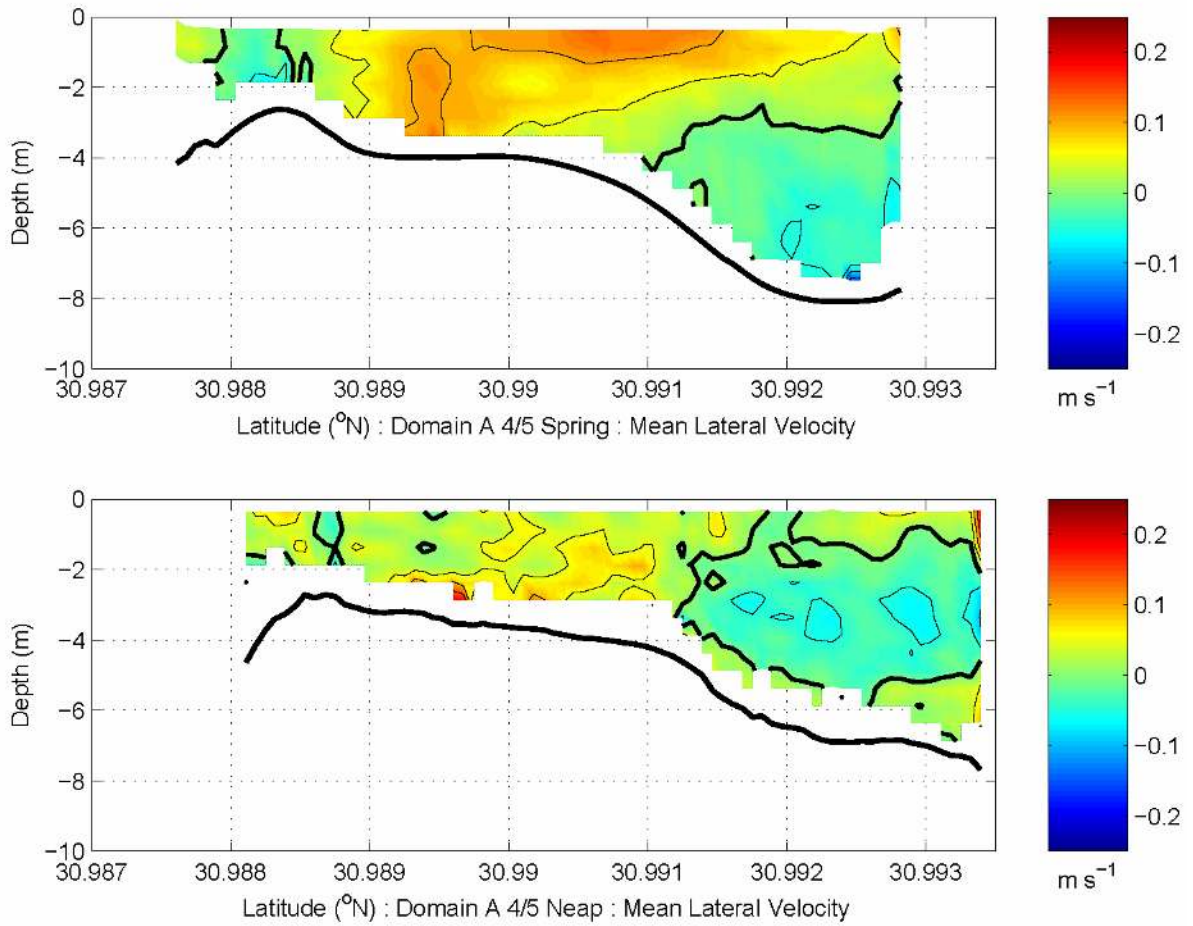 0
−2
−4
−6
−8
−10
Depth (m)
30.987 30.988 30.989 30.99 30.991 30.992 30.993
Latitude (°N) : Domain A 4/5 Spring : Mean Lateral Velocity
0.2
0.1
0
−0.1
−0.2
m s⁻¹
0
−2
−4
−6
−8
−10
Depth (m)
30.987 30.988 30.989 30.99 30.991 30.992 30.993
Latitude (°N) : Domain A 4/5 Neap : Mean Lateral Velocity
0.2
0.1
0
−0.1
−0.2
m s⁻¹